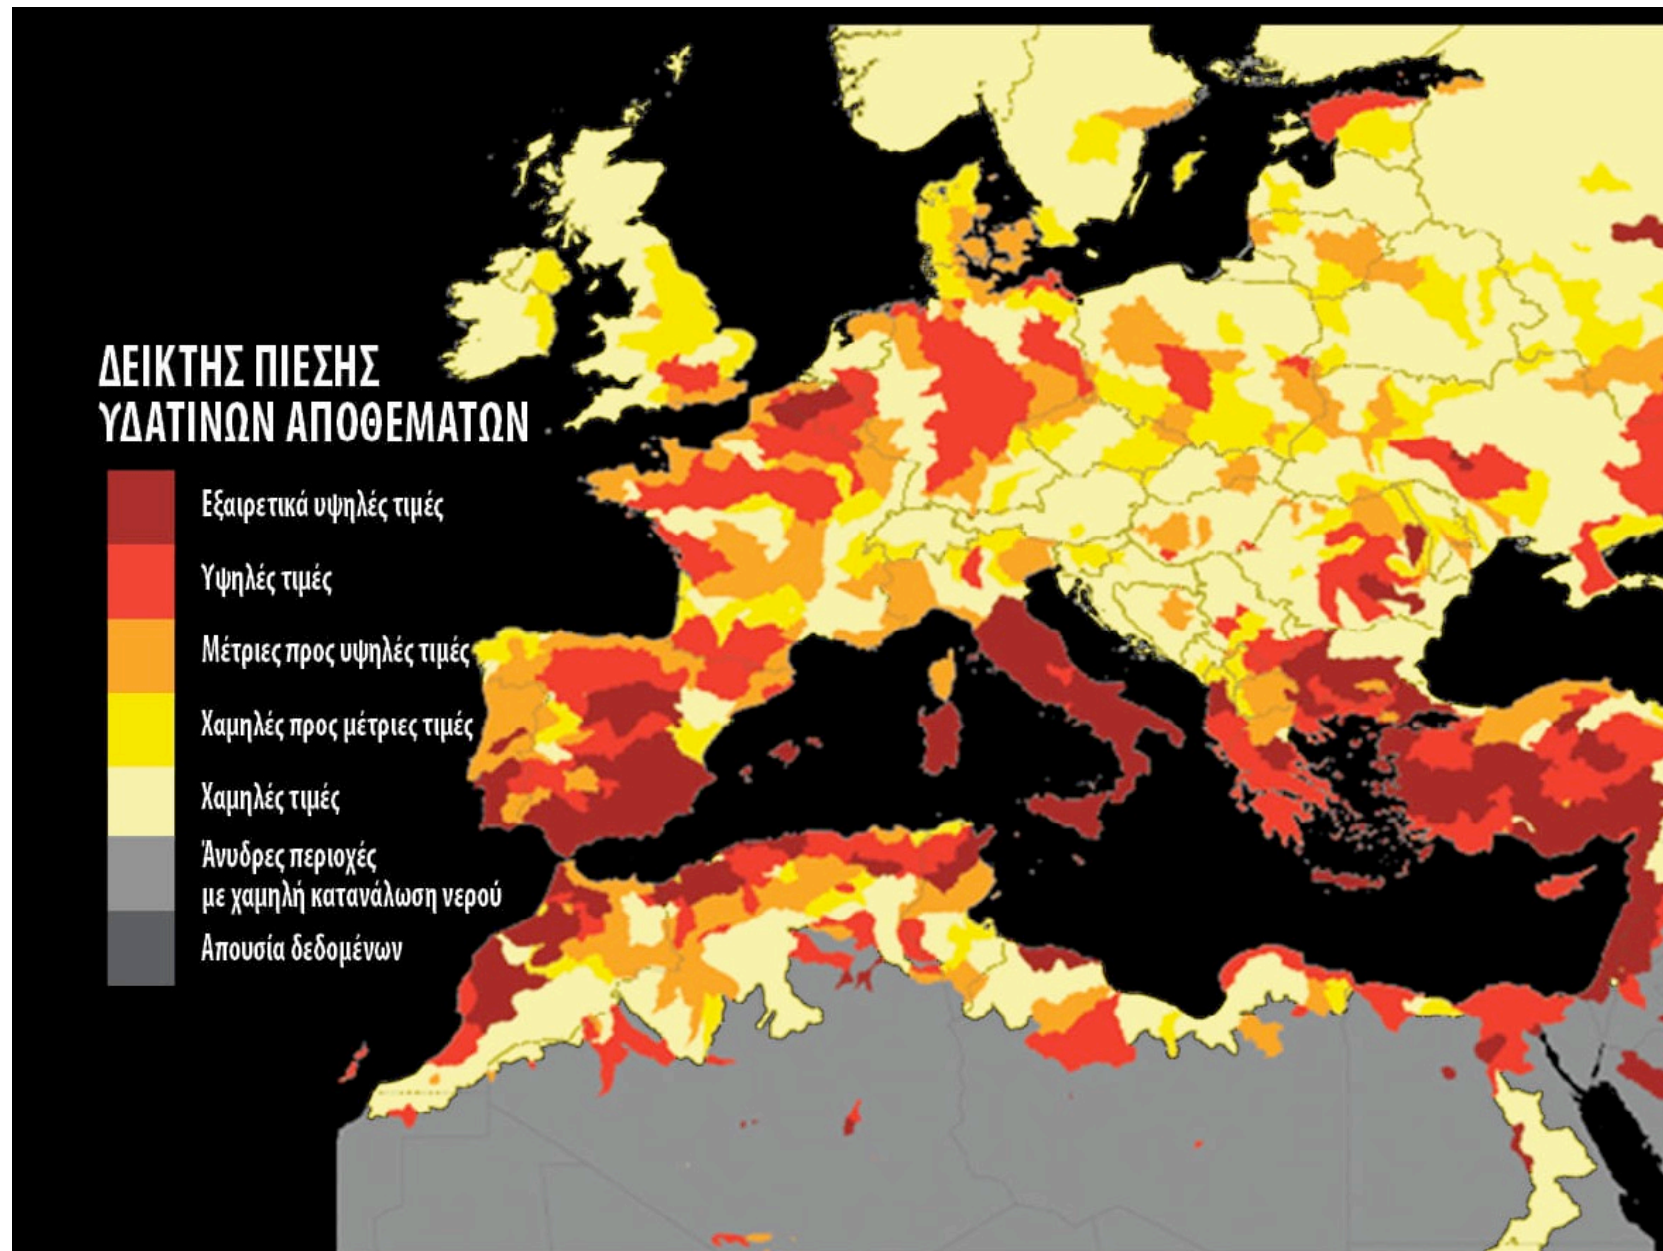 ΔΕΙΚΤΗΣ ΠΙΕΣΗΣ
ΥΔΑΤΙΝΩΝ ΑΠΟΘΕΜΑΤΩΝ
Εξαιρετικά υψηλές τιμές
Υψηλές τιμές
Μέτριες προς υψηλές τιμές
Χαμηλές προς μέτριες τιμές
Χαμηλές τιμές
Άνυδρες περιοχές
με χαμηλή κατανάλωση νερού
Απουσία δεδομένων